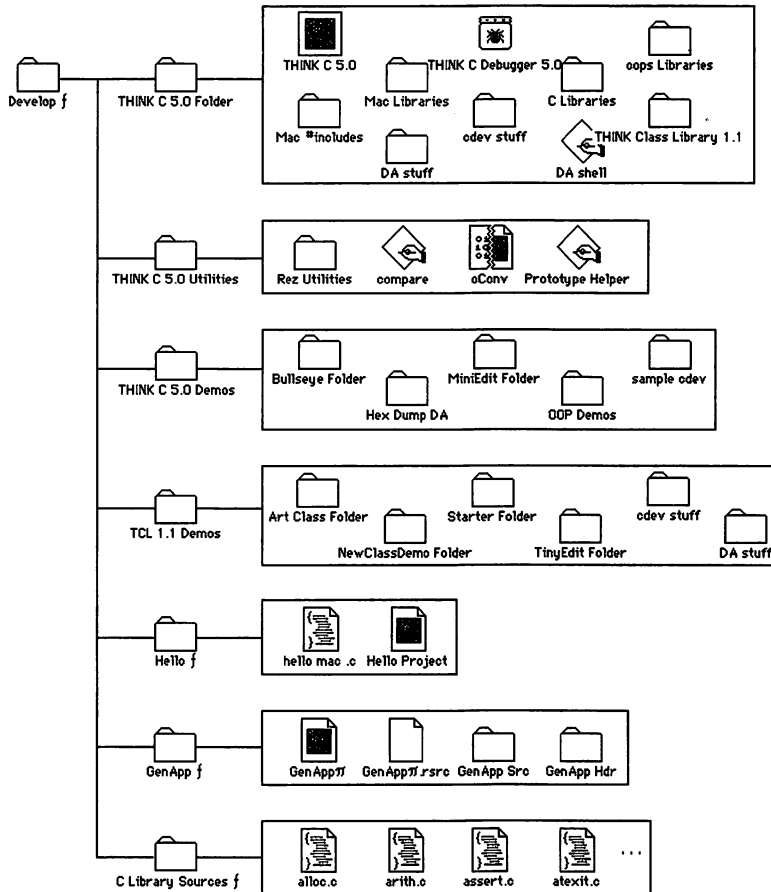 Develop ƒ
THINK C 5.0 Folder
THINK C 5.0
THINK C Debugger 5.0
oops Libraries
Mac Libraries
C Libraries
Mac #includes
cdev stuff
THINK Class Library 1.1
DA stuff
DA shell
THINK C 5.0 Utilities
Rez Utilities
compare
cConv
Prototype Helper
THINK C 5.0 Demos
Bullseye Folder
MiniEdit Folder
sample cdev
Hex Dump DA
OOP Demos
TCL 1.1 Demos
Art Class Folder
Starter Folder
cdev stuff
NewClassDemo Folder
TinyEdit Folder
DA stuff
Hello ƒ
hello mac .c
Hello Project
GenApp ƒ
GenAppπ
GenAppπ.rsrc
GenApp Src
GenApp Hdr
C Library Sources ƒ
alloc.c
arith.c
assert.c
atexit.c
...